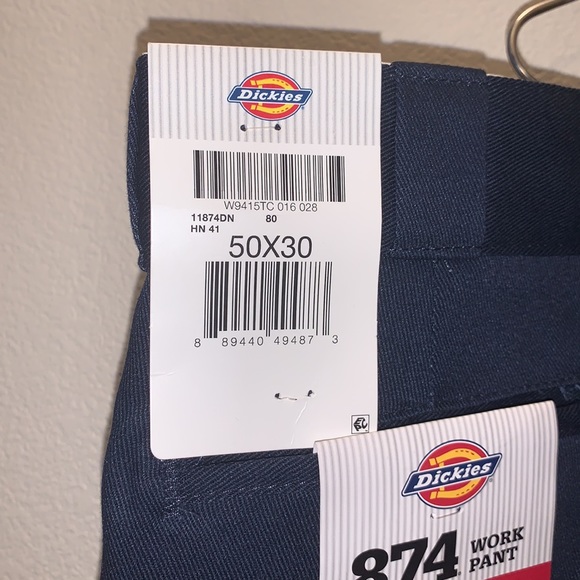 Dickies
W9415TC 016 028
11874DN 80
HN 41
50X30
8 89440 49487 3
Dickies
874 WORK
PANT